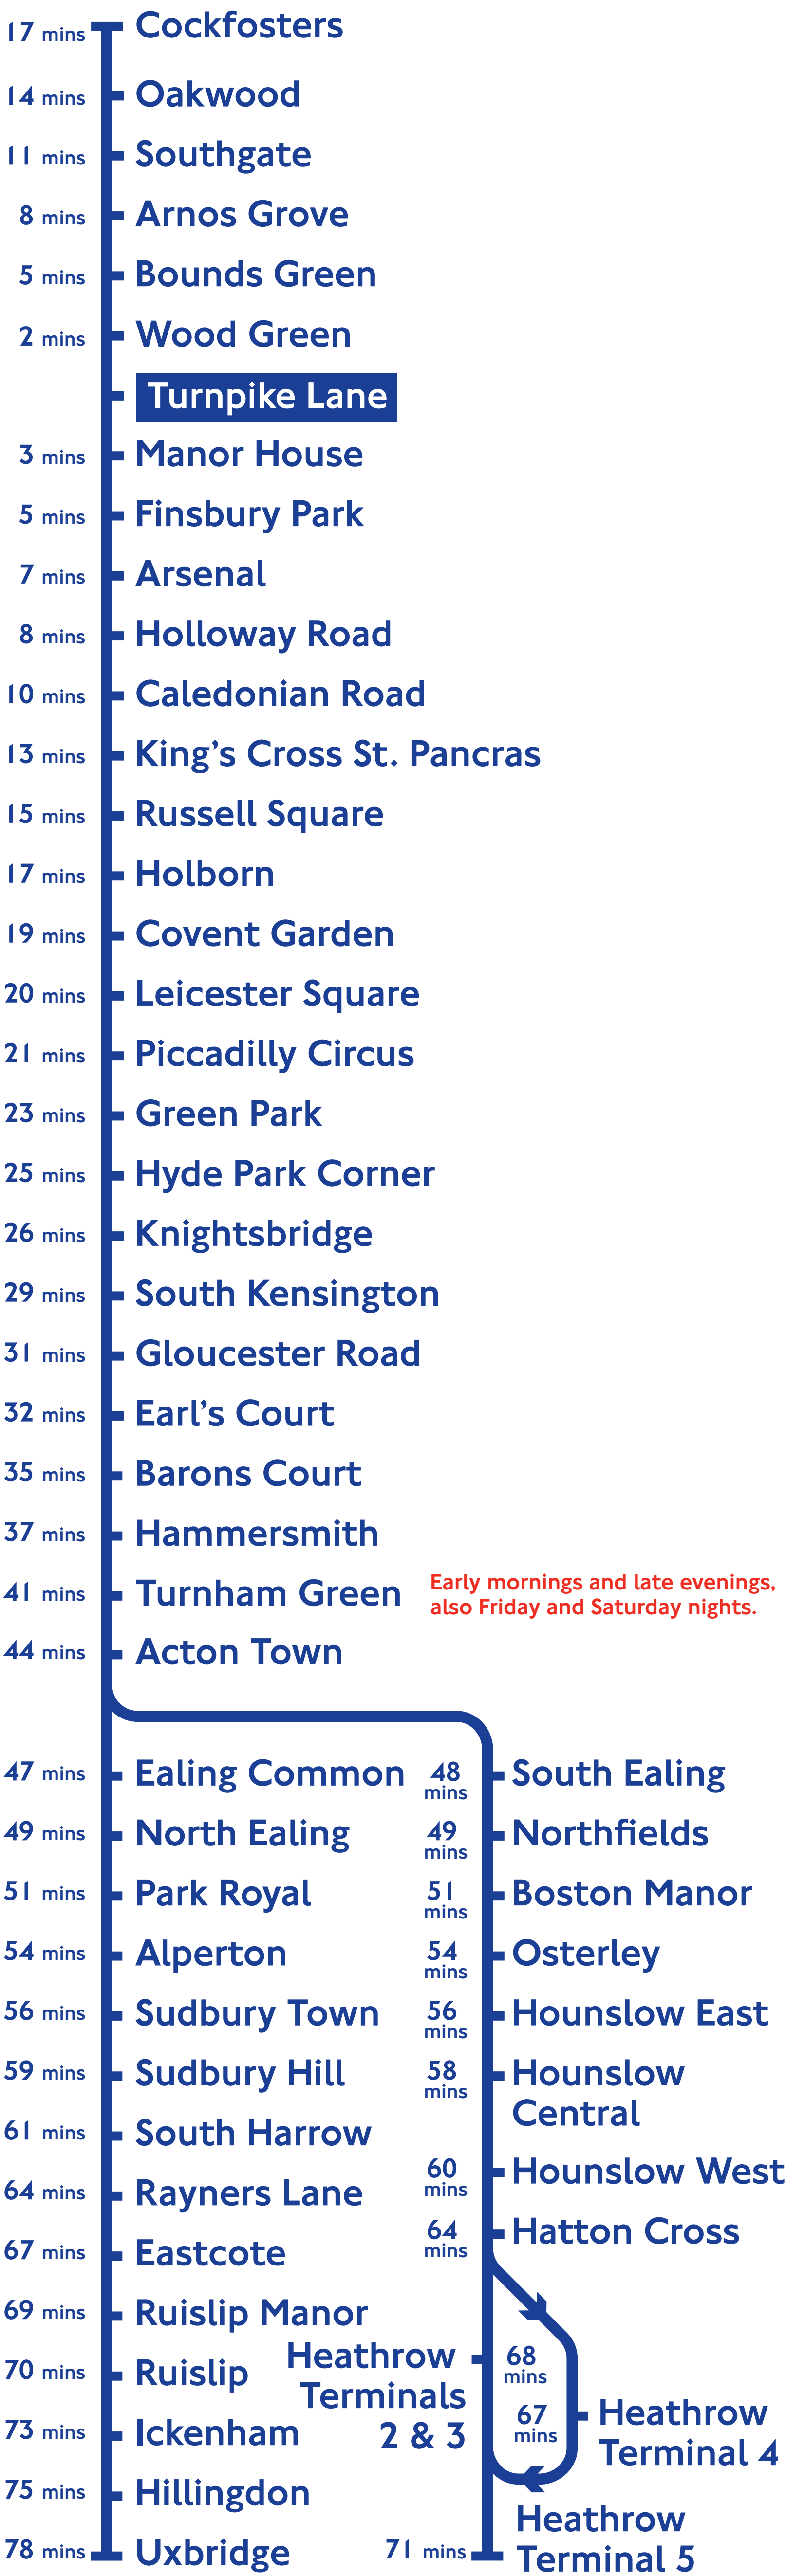 17 mins Cockfosters
14 mins Oakwood
11 mins Southgate
8 mins Arnos Grove
5 mins Bounds Green
2 mins Wood Green
Turnpike Lane
3 mins Manor House
5 mins Finsbury Park
7 mins Arsenal
8 mins Holloway Road
10 mins Caledonian Road
13 mins King's Cross St. Pancras
15 mins Russell Square
17 mins Holborn
19 mins Covent Garden
20 mins Leicester Square
21 mins Piccadilly Circus
23 mins Green Park
25 mins Hyde Park Corner
26 mins Knightsbridge
29 mins South Kensington
31 mins Gloucester Road
32 mins Earl's Court
35 mins Barons Court
37 mins Hammersmith
41 mins Turnham Green
Early mornings and late evenings,
also Friday and Saturday nights.
44 mins Acton Town
47 mins Ealing Common
49 mins North Ealing
51 mins Park Royal
54 mins Alperton
56 mins Sudbury Town
59 mins Sudbury Hill
61 mins South Harrow
64 mins Rayners Lane
67 mins Eastcote
69 mins Ruislip Manor
70 mins Ruislip
73 mins Ickenham
75 mins Hillingdon
78 mins Uxbridge
48
mins
South Ealing
49
mins
Northfields
51
mins
Boston Manor
54
mins
Osterley
56
mins
Hounslow East
58
mins
Hounslow
Central
60
mins
Hounslow West
64
mins
Hatton Cross
Heathrow
Terminals
2 & 3
68
mins
67
mins
Heathrow
Terminal 4
71 mins
Heathrow
Terminal 5